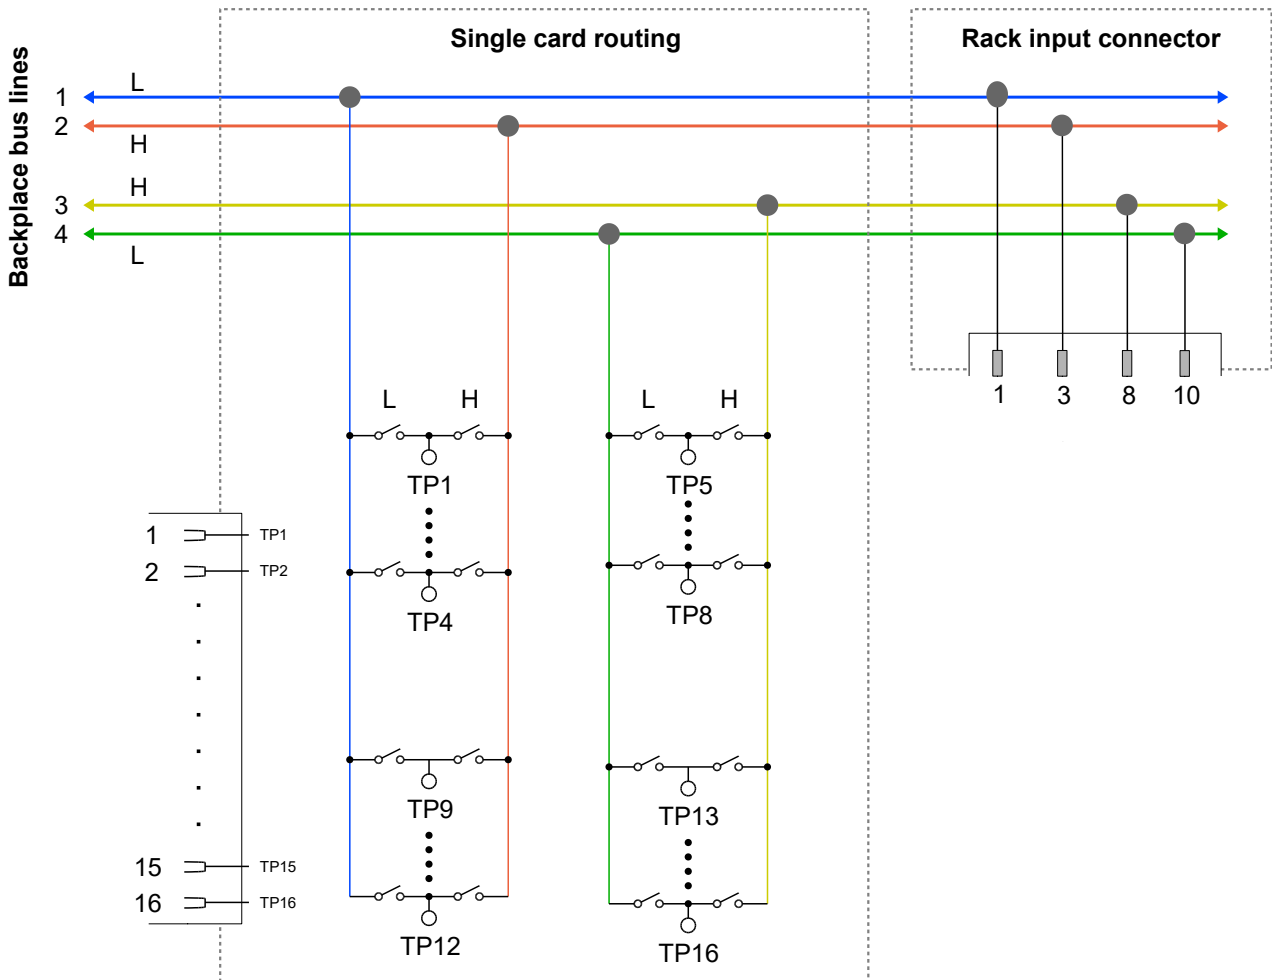 Single card routing
Rack input connector
Backplace bus lines
1
L
2
H
H
3
4
L
1
3
8
10
L
H
L
H
TP1
TP5
1
TP1
2
TP2
TP4
TP8
TP9
TP13
15
TP15
16
TP16
TP12
TP16